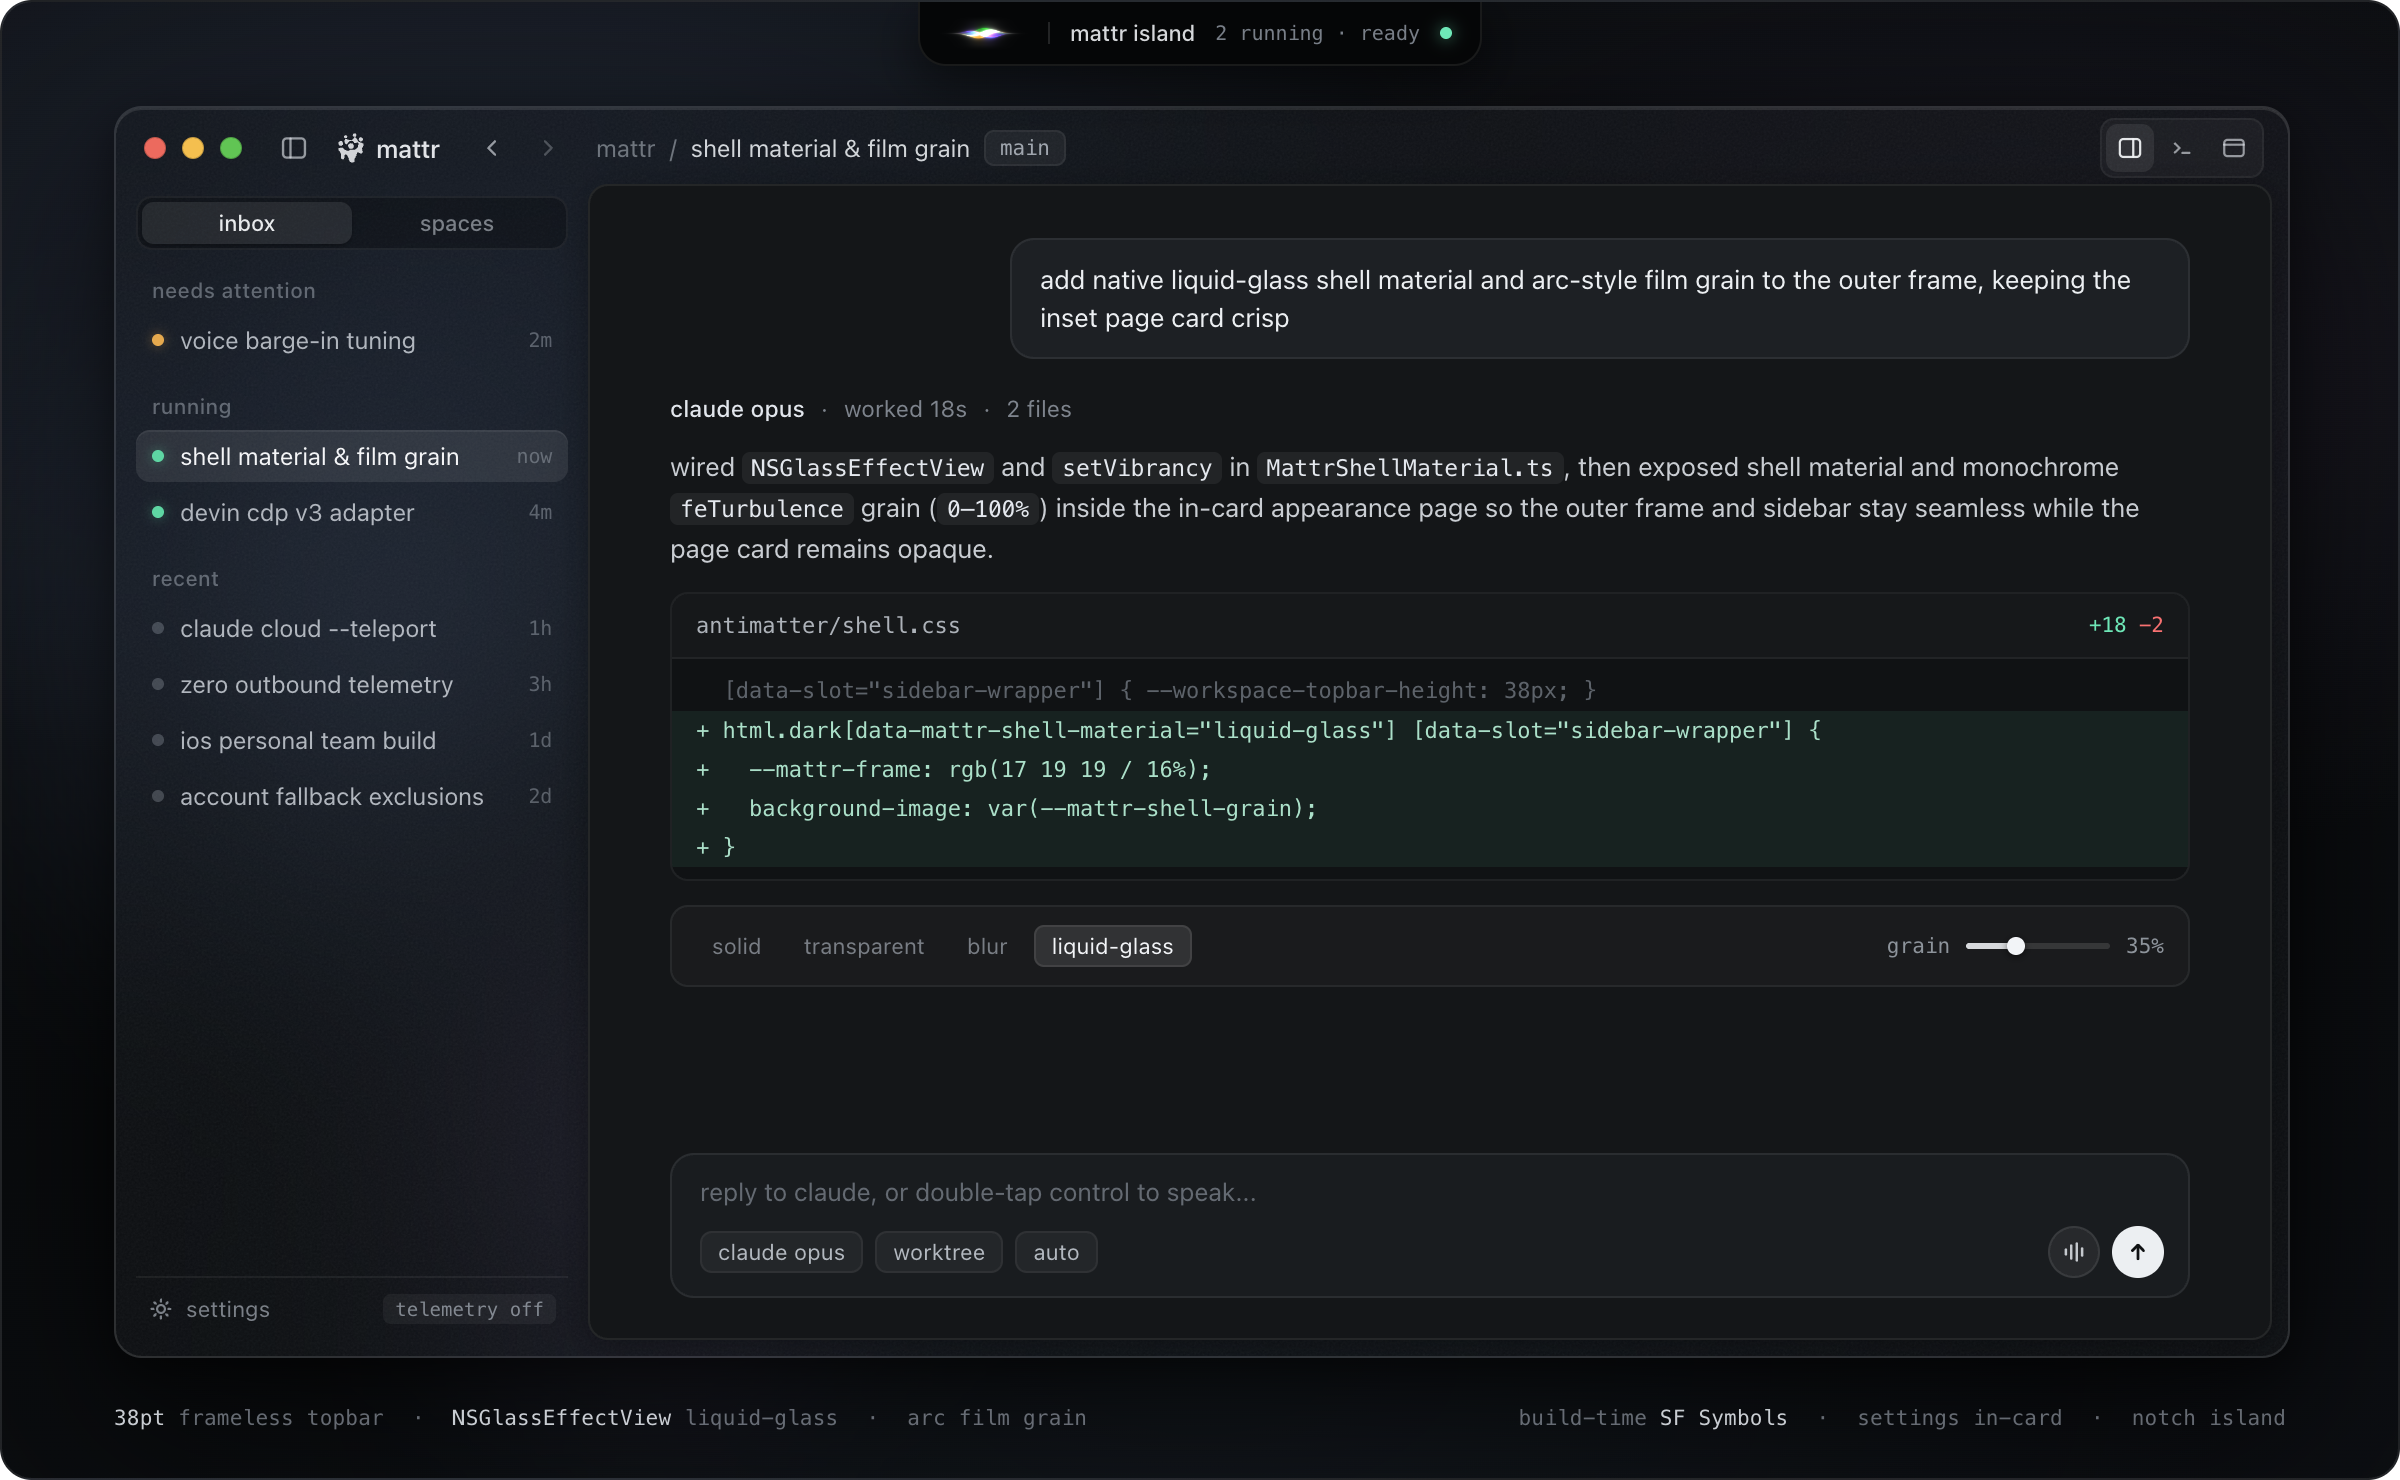 mattr island 2 running · ready
mattr
mattr / shell material & film grain main
inbox spaces
needs attention
voice barge-in tuning 2m
running
shell material & film grain now
devin cdp v3 adapter 4m
recent
claude cloud --teleport 1h
zero outbound telemetry 3h
ios personal team build 1d
account fallback exclusions 2d
settings telemetry off
add native liquid-glass shell material and arc-style film grain to the outer frame, keeping the
inset page card crisp
claude opus · worked 18s · 2 files
wired NSGlassEffectView and setVibrancy in MattrShellMaterial.ts, then exposed shell material and monochrome
feTurbulence grain (0–100%) inside the in-card appearance page so the outer frame and sidebar stay seamless while the
page card remains opaque.
antimatter/shell.css +18 −2
[data-slot="sidebar-wrapper"] { --workspace-topbar-height: 38px; }
+ html.dark[data-mattr-shell-material="liquid-glass"] [data-slot="sidebar-wrapper"] {
+   --mattr-frame: rgb(17 19 19 / 16%);
+   background-image: var(--mattr-shell-grain);
+ }
solid transparent blur liquid-glass grain 35%
reply to claude, or double-tap control to speak...
claude opus worktree auto
38pt frameless topbar · NSGlassEffectView liquid-glass · arc film grain
build-time SF Symbols · settings in-card · notch island